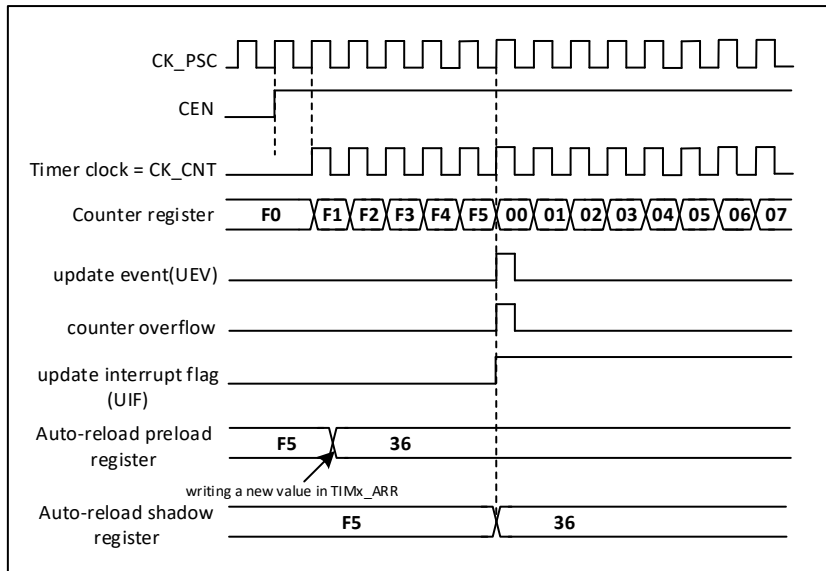 CK_PSC
CEN
Timer clock = CK_CNT
Counter register F0 F1 F2 F3 F4 F5 00 01 02 03 04 05 06 07
update event(UEV)
counter overflow
update interrupt flag
(UIF)
Auto-reload preload
register
F5 36
writing a new value in TIMx_ARR
Auto-reload shadow
register
F5 36